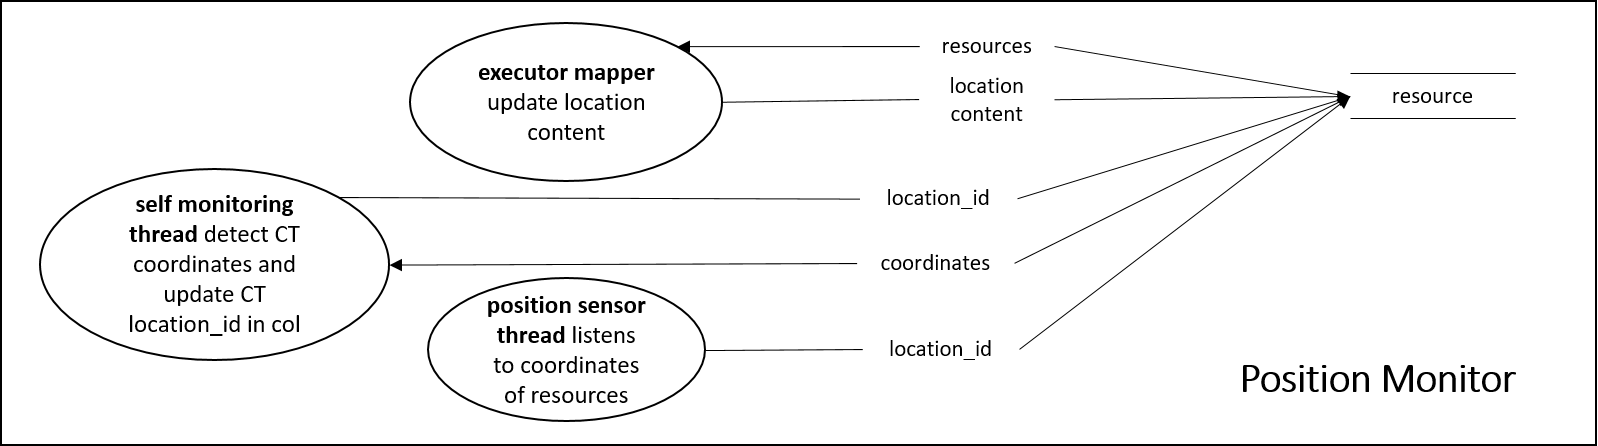 resources
executor mapper
update location
content
location
content
resource
self monitoring
thread detect CT
coordinates and
update CT
location_id in col
location_id
coordinates
position sensor
thread listens
to coordinates
of resources
location_id
Position Monitor